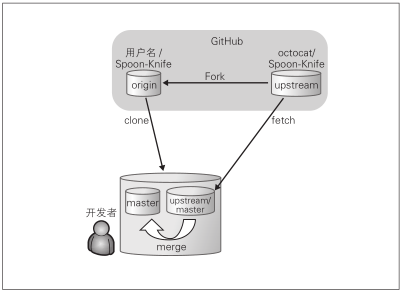 GitHub
用户名 /
Spoon-Knife
octocat/
Spoon-Knife
origin
Fork
upstream
clone
fetch
master
upstream/
master
开发者
merge